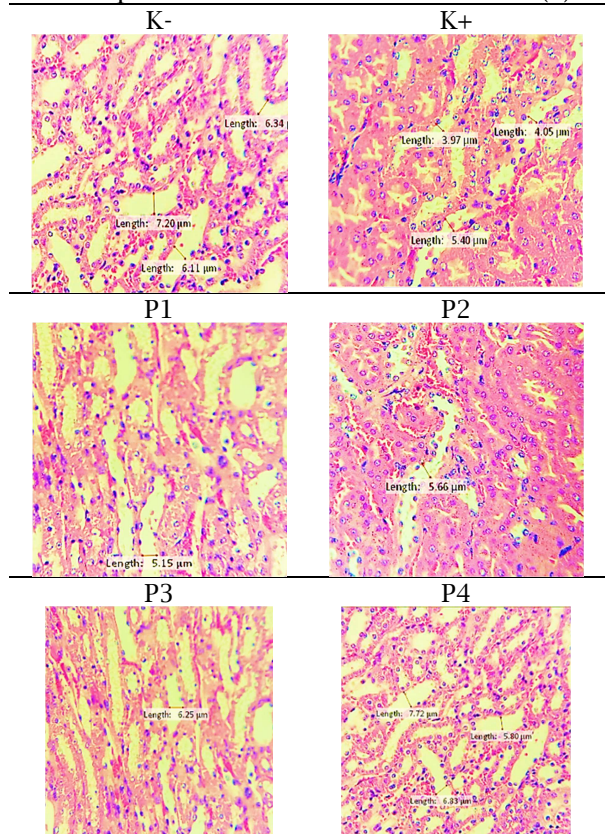 K- K+
Length: 6.34
Length: 3.97 µm
Length: 4.05 µm
Length: 7.20 µm
Length: 5.40 µm
Length: 6.11 µm
P1 P2
Length: 5.66 µm
Length: 5.15 µm
P3 P4
Length: 6.25 µm
Length: 7.72 µm
Length: 5.80 µm
Length: 6.83 µm